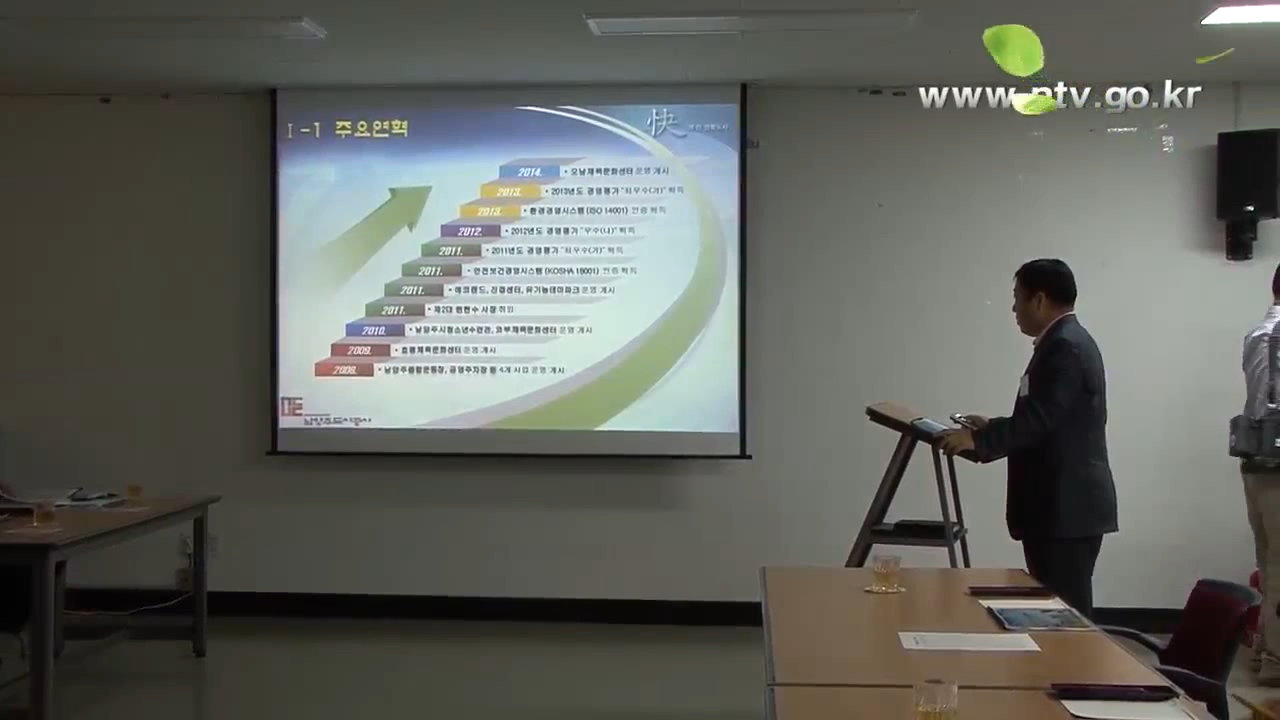 www.ntv.go.kr
Ⅰ-1 주요연혁
快
2014. • 오남체육문화센터 운영 개시
2013. • 2013년도 경영평가 "최우수(가)" 획득
2013. • 환경경영시스템 (ISO 14001) 인증 획득
2012. • 2012년도 경영평가 "우수(나)" 획득
2011. • 2011년도 경영평가 "최우수(가)" 획득
2011. • 안전보건경영시스템 (KOSHA 18001) 인증 획득
2011. • 에코랜드, 진접센터, 유기농테마파크 운영 개시
2011. • 제2대 사장 취임
2010. • 남양주시청소년수련관, 와부체육문화센터 운영 개시
2009. • 호평체육문화센터 운영 개시
2008. • 남양주종합운동장, 공영주차장 등 4개 사업 운영 개시
남양주도시공사